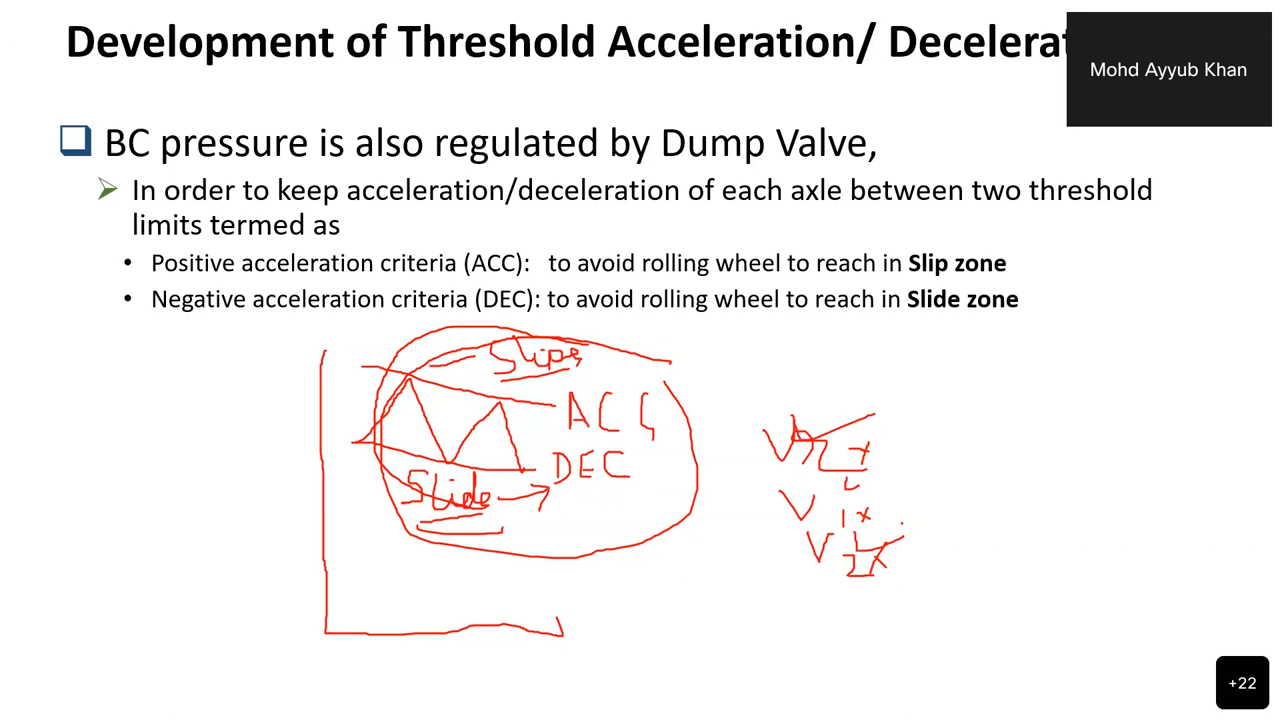 Development of Threshold Acceleration/ Decelerat
Mohd Ayyub Khan
BC pressure is also regulated by Dump Valve,
In order to keep acceleration/deceleration of each axle between two threshold
limits termed as
• Positive acceleration criteria (ACC): to avoid rolling wheel to reach in Slip zone
• Negative acceleration criteria (DEC): to avoid rolling wheel to reach in Slide zone
Slips
ACC
DEC
Slide
+22